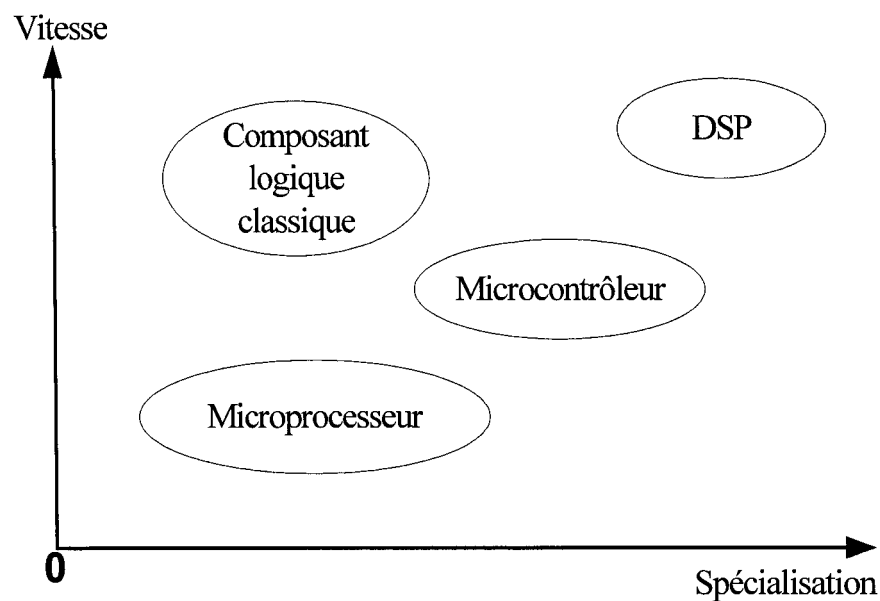 Vitesse
Composant
logique
classique
DSP
Microcontrôleur
Microprocesseur
0
Spécialisation